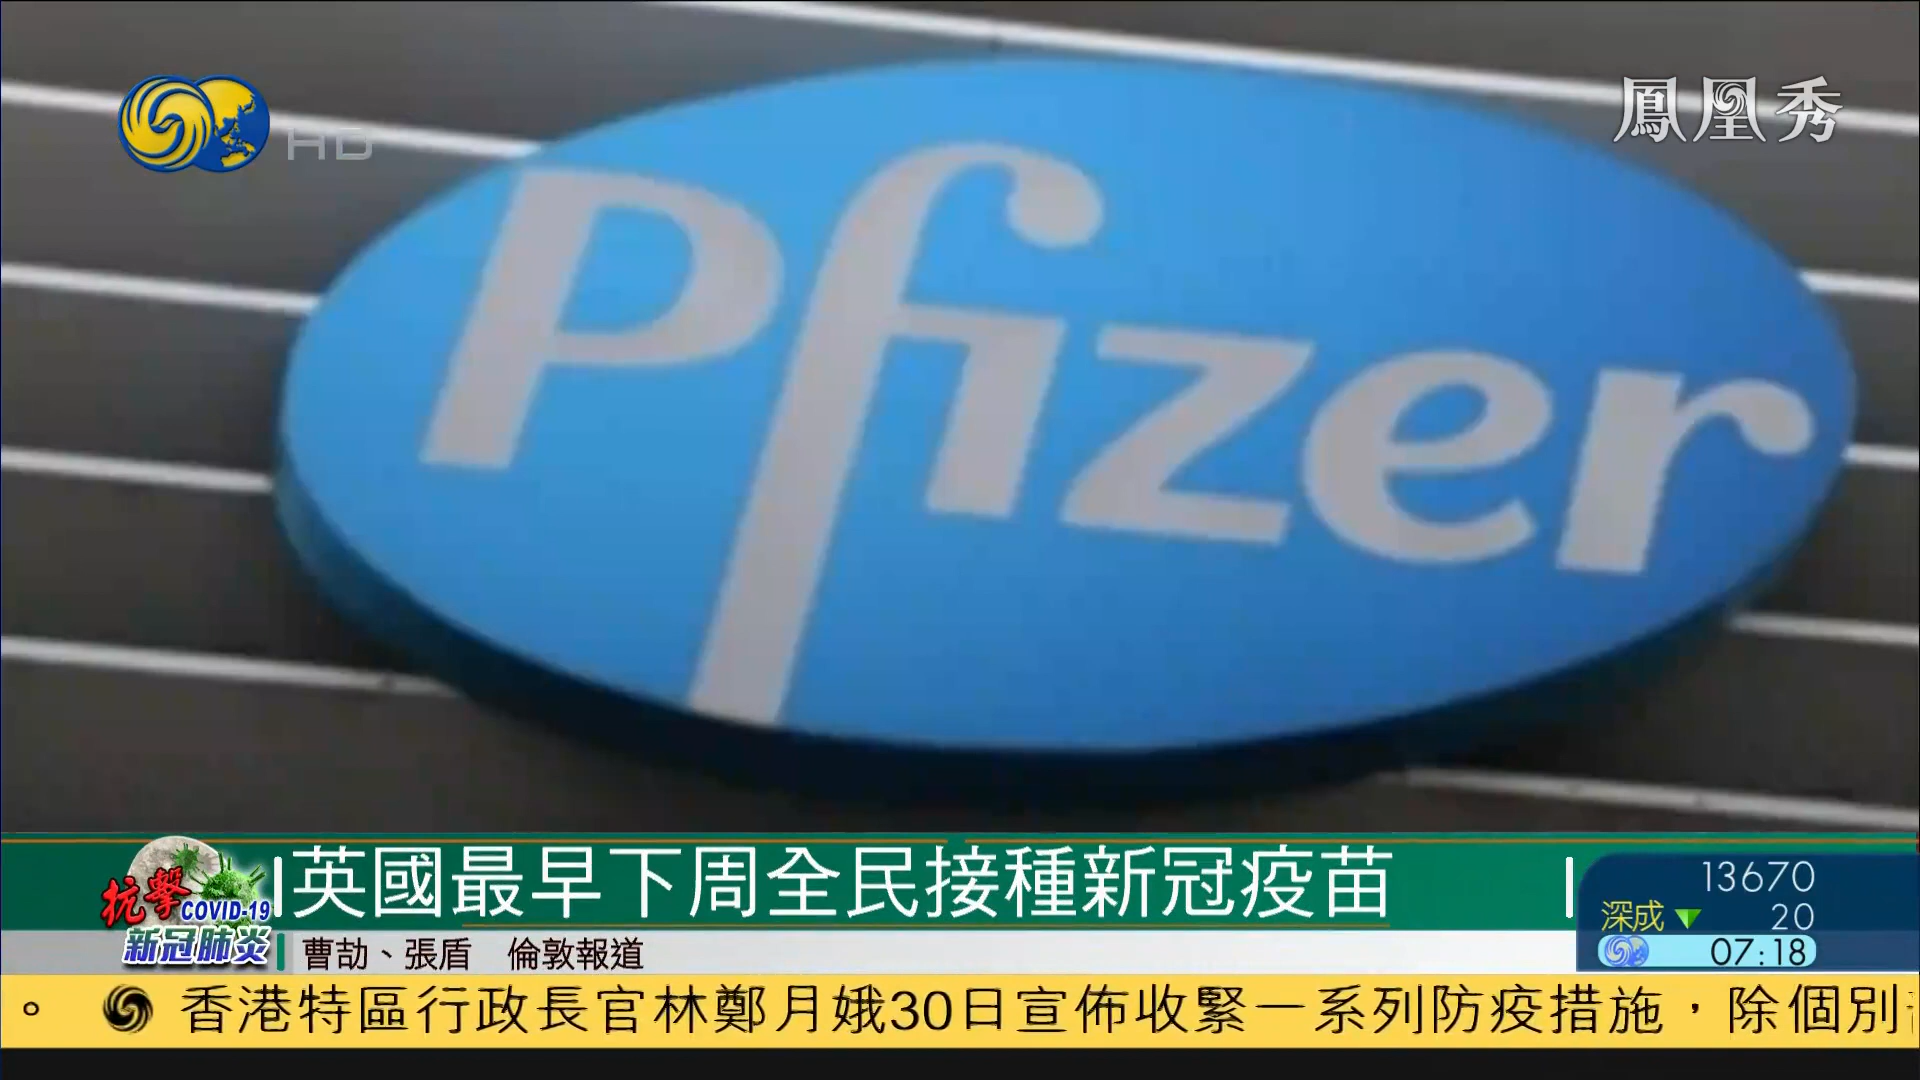 鳳凰秀
HD
Pfizer
抗擊
COVID-19
新冠肺炎
英國最早下周全民接種新冠疫苗
曹劼、張盾 倫敦報道
13670
深成 20
07:18
。 香港特區行政長官林鄭月娥30日宣佈收緊一系列防疫措施，除個別